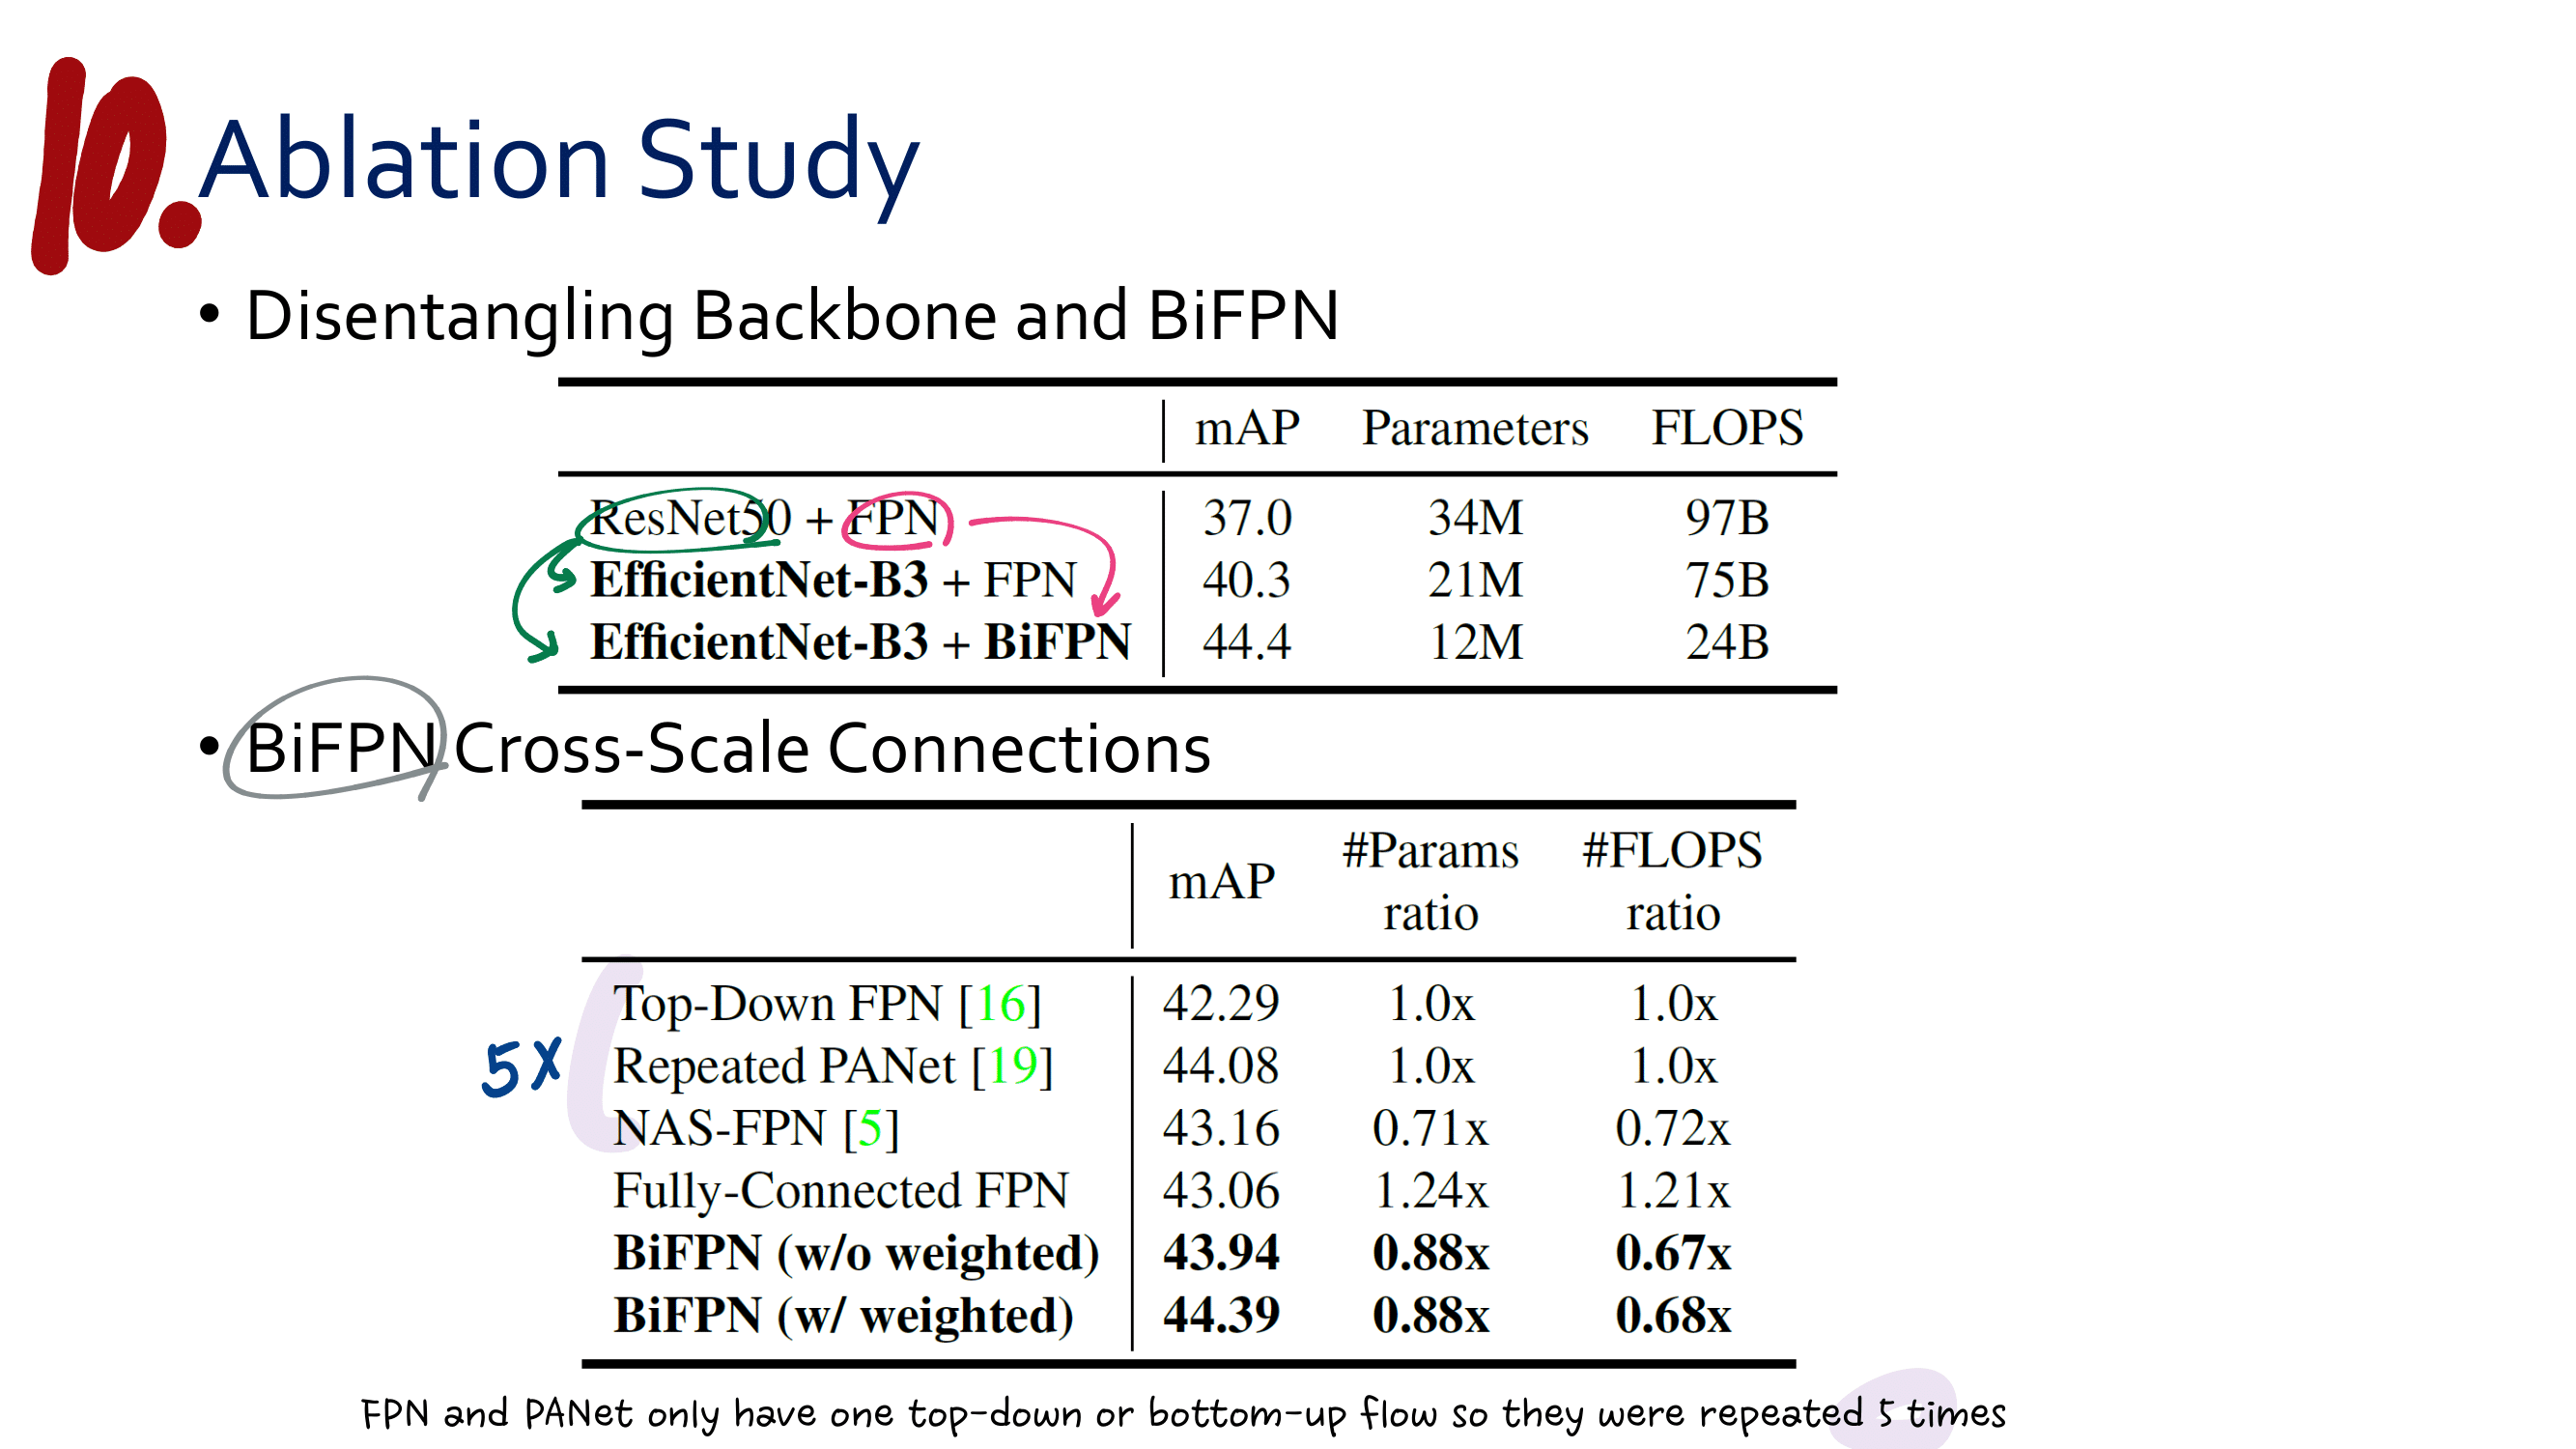 10. Ablation Study
• Disentangling Backbone and BiFPN
mAP Parameters FLOPS
ResNet50 + FPN 37.0 34M 97B
EfficientNet-B3 + FPN 40.3 21M 75B
EfficientNet-B3 + BiFPN 44.4 12M 24B
• BiFPN Cross-Scale Connections
mAP #Params ratio #FLOPS ratio
Top-Down FPN [16] 42.29 1.0x 1.0x
5X
Repeated PANet [19] 44.08 1.0x 1.0x
NAS-FPN [5] 43.16 0.71x 0.72x
Fully-Connected FPN 43.06 1.24x 1.21x
BiFPN (w/o weighted) 43.94 0.88x 0.67x
BiFPN (w/ weighted) 44.39 0.88x 0.68x
FPN and PANet only have one top-down or bottom-up flow so they were repeated 5 times